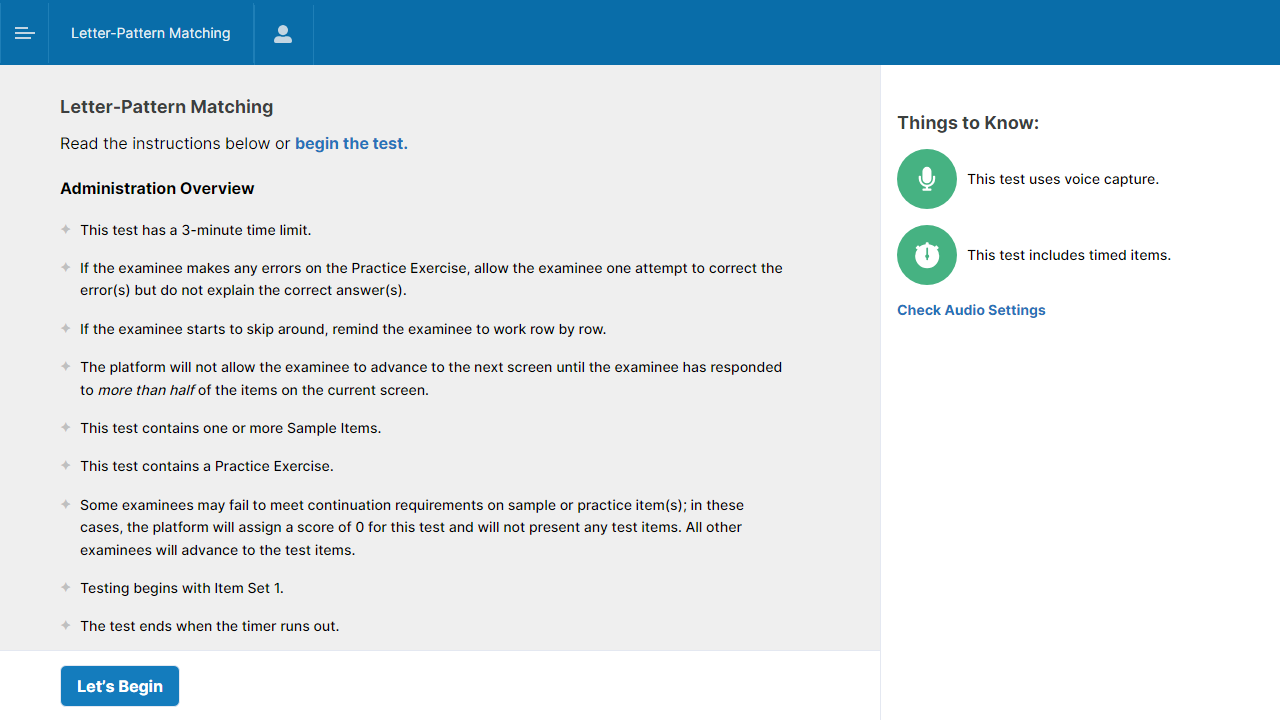 Letter-Pattern Matching
Letter-Pattern Matching
Read the instructions below or begin the test.
Administration Overview
This test has a 3-minute time limit.
If the examinee makes any errors on the Practice Exercise, allow the examinee one attempt to correct the
error(s) but do not explain the correct answer(s).
If the examinee starts to skip around, remind the examinee to work row by row.
The platform will not allow the examinee to advance to the next screen until the examinee has responded
to more than half of the items on the current screen.
This test contains one or more Sample Items.
This test contains a Practice Exercise.
Some examinees may fail to meet continuation requirements on sample or practice item(s); in these
cases, the platform will assign a score of 0 for this test and will not present any test items. All other
examinees will advance to the test items.
Testing begins with Item Set 1.
The test ends when the timer runs out.
Let's Begin
Things to Know:
This test uses voice capture.
This test includes timed items.
Check Audio Settings